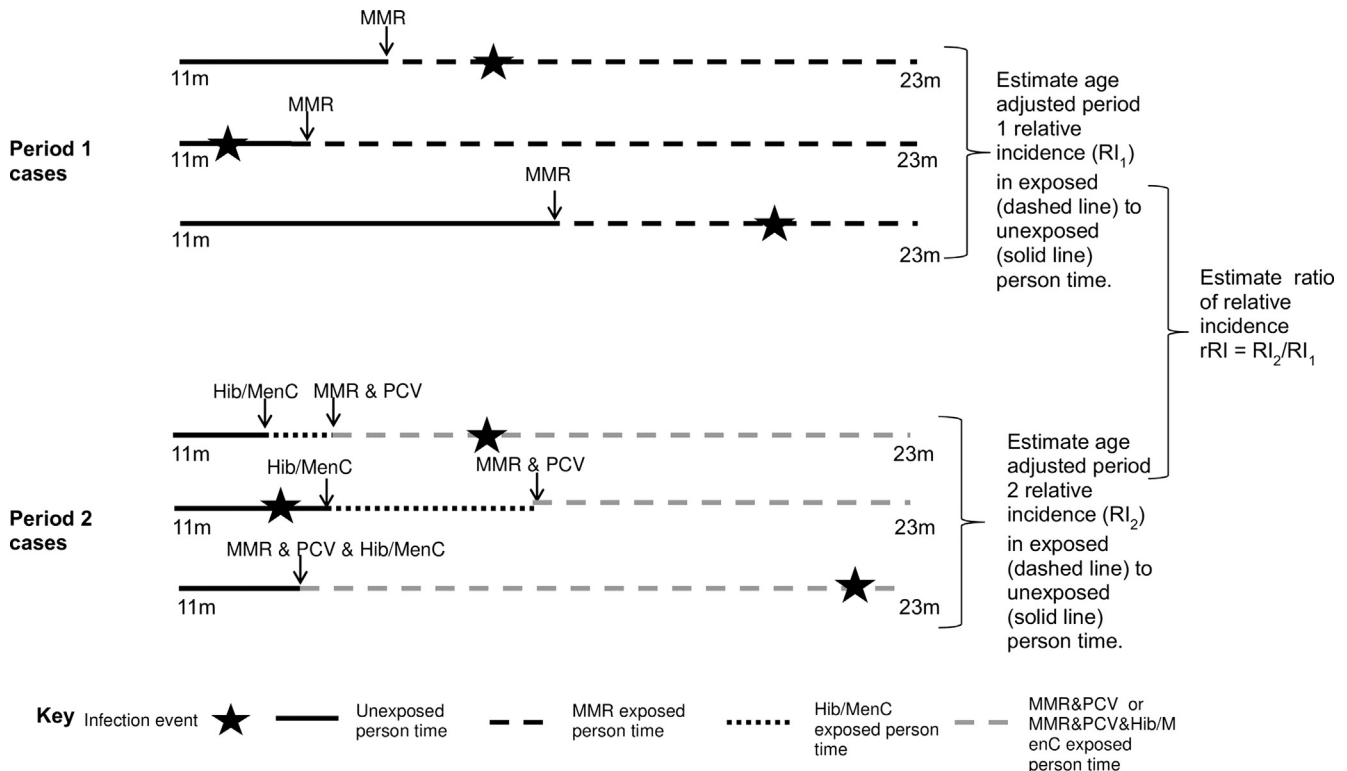 MMR
11m
23m
MMR
Period 1
cases
11m
23m
MMR
11m
23m
Estimate age
adjusted period
1 relative
incidence (RI1)
in exposed
(dashed line) to
unexposed
(solid line)
person time.
Estimate ratio
of relative
incidence
rRI = RI2/RI1
Hib/MenC
MMR & PCV
11m
23m
Hib/MenC
MMR & PCV
Period 2
cases
11m
23m
MMR & PCV & Hib/MenC
11m
23m
Estimate age
adjusted period
2 relative
incidence (RI2)
in exposed
(dashed line) to
unexposed
(solid line)
person time.
Key
Infection event
Unexposed
person time
MMR exposed
person time
Hib/MenC
exposed person
time
MMR&PCV or
MMR&PCV&Hib/M
enC exposed
person time